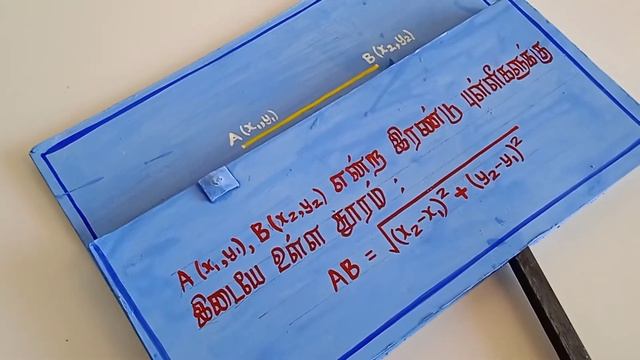 A(x₁,y₁)
B(x₂,y₂)
A(x₁,y₁), B(x₂,y₂) என்ற இரண்டு புள்ளிகளுக்கு
இடையே உள்ள தூரம் :
AB = √(x₂-x₁)² + (y₂-y₁)²